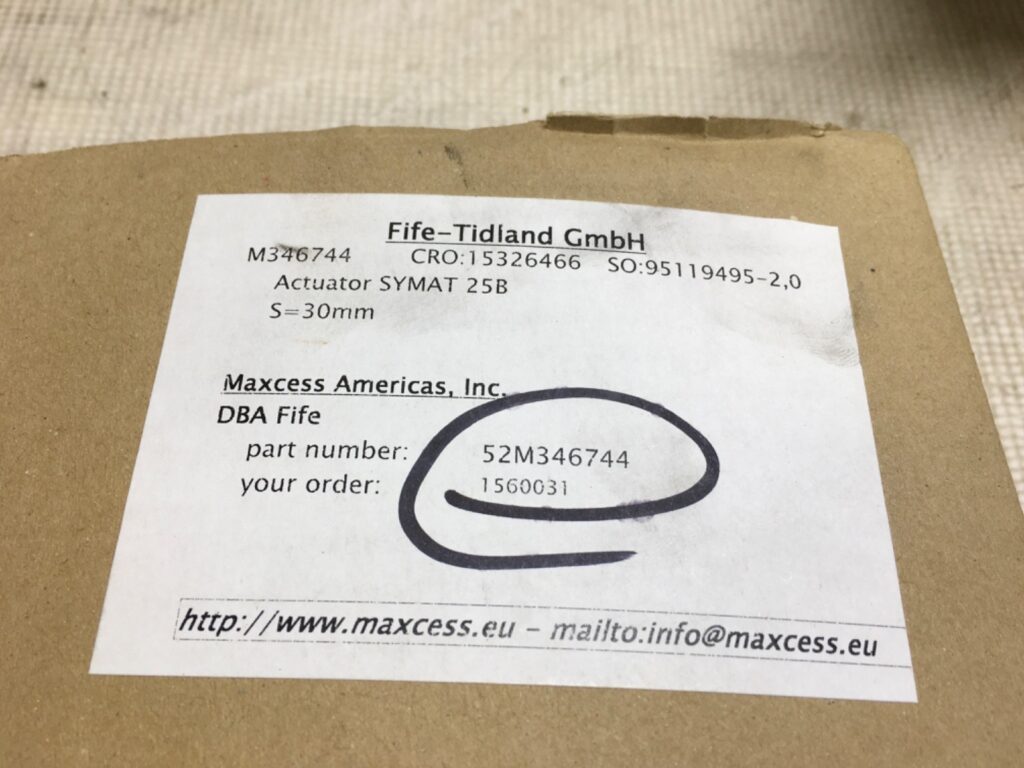 Fife-Tidland GmbH
M346744 CRO:15326466 SO:95119495-2,0
Actuator SYMAT 25B
S=30mm
Maxcess Americas, Inc.
DBA Fife
part number: 52M346744
your order: 1560031
http://www.maxcess.eu - mailto:info@maxcess.eu